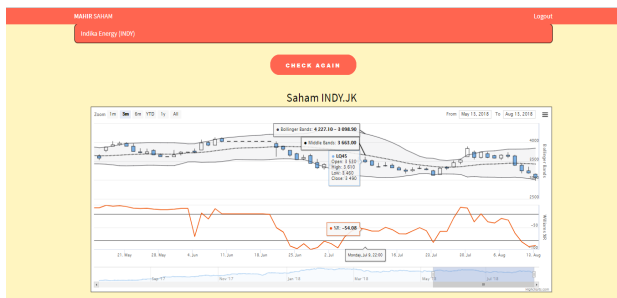 MAHIR SAHAM
Logout
Indika Energy (INDY)
CHECK AGAIN
Saham INDY.JK
Zoom 1m 3m 6m YTD 1y All
From May 15, 2018 To Aug 15, 2018
Bollinger Bands: 4 227.10 – 3 098.90
Middle Bands: 3 663.00
Open: 3 520
High: 3 610
Low: 3 460
Close: 3 490
4000
2500
Bollinger Bands
%R: -54.08
-50
Williams %R
21. May 28. May 4. Jun 11. Jun 18. Jun 25. Jun 2. Jul Monday, Jul 9, 22:00 16. Jul 23. Jul 30. Jul 6. Aug 15. Aug
Sep '17 Nov '17 Jan '18 Mar '18 May '18 Jul '18